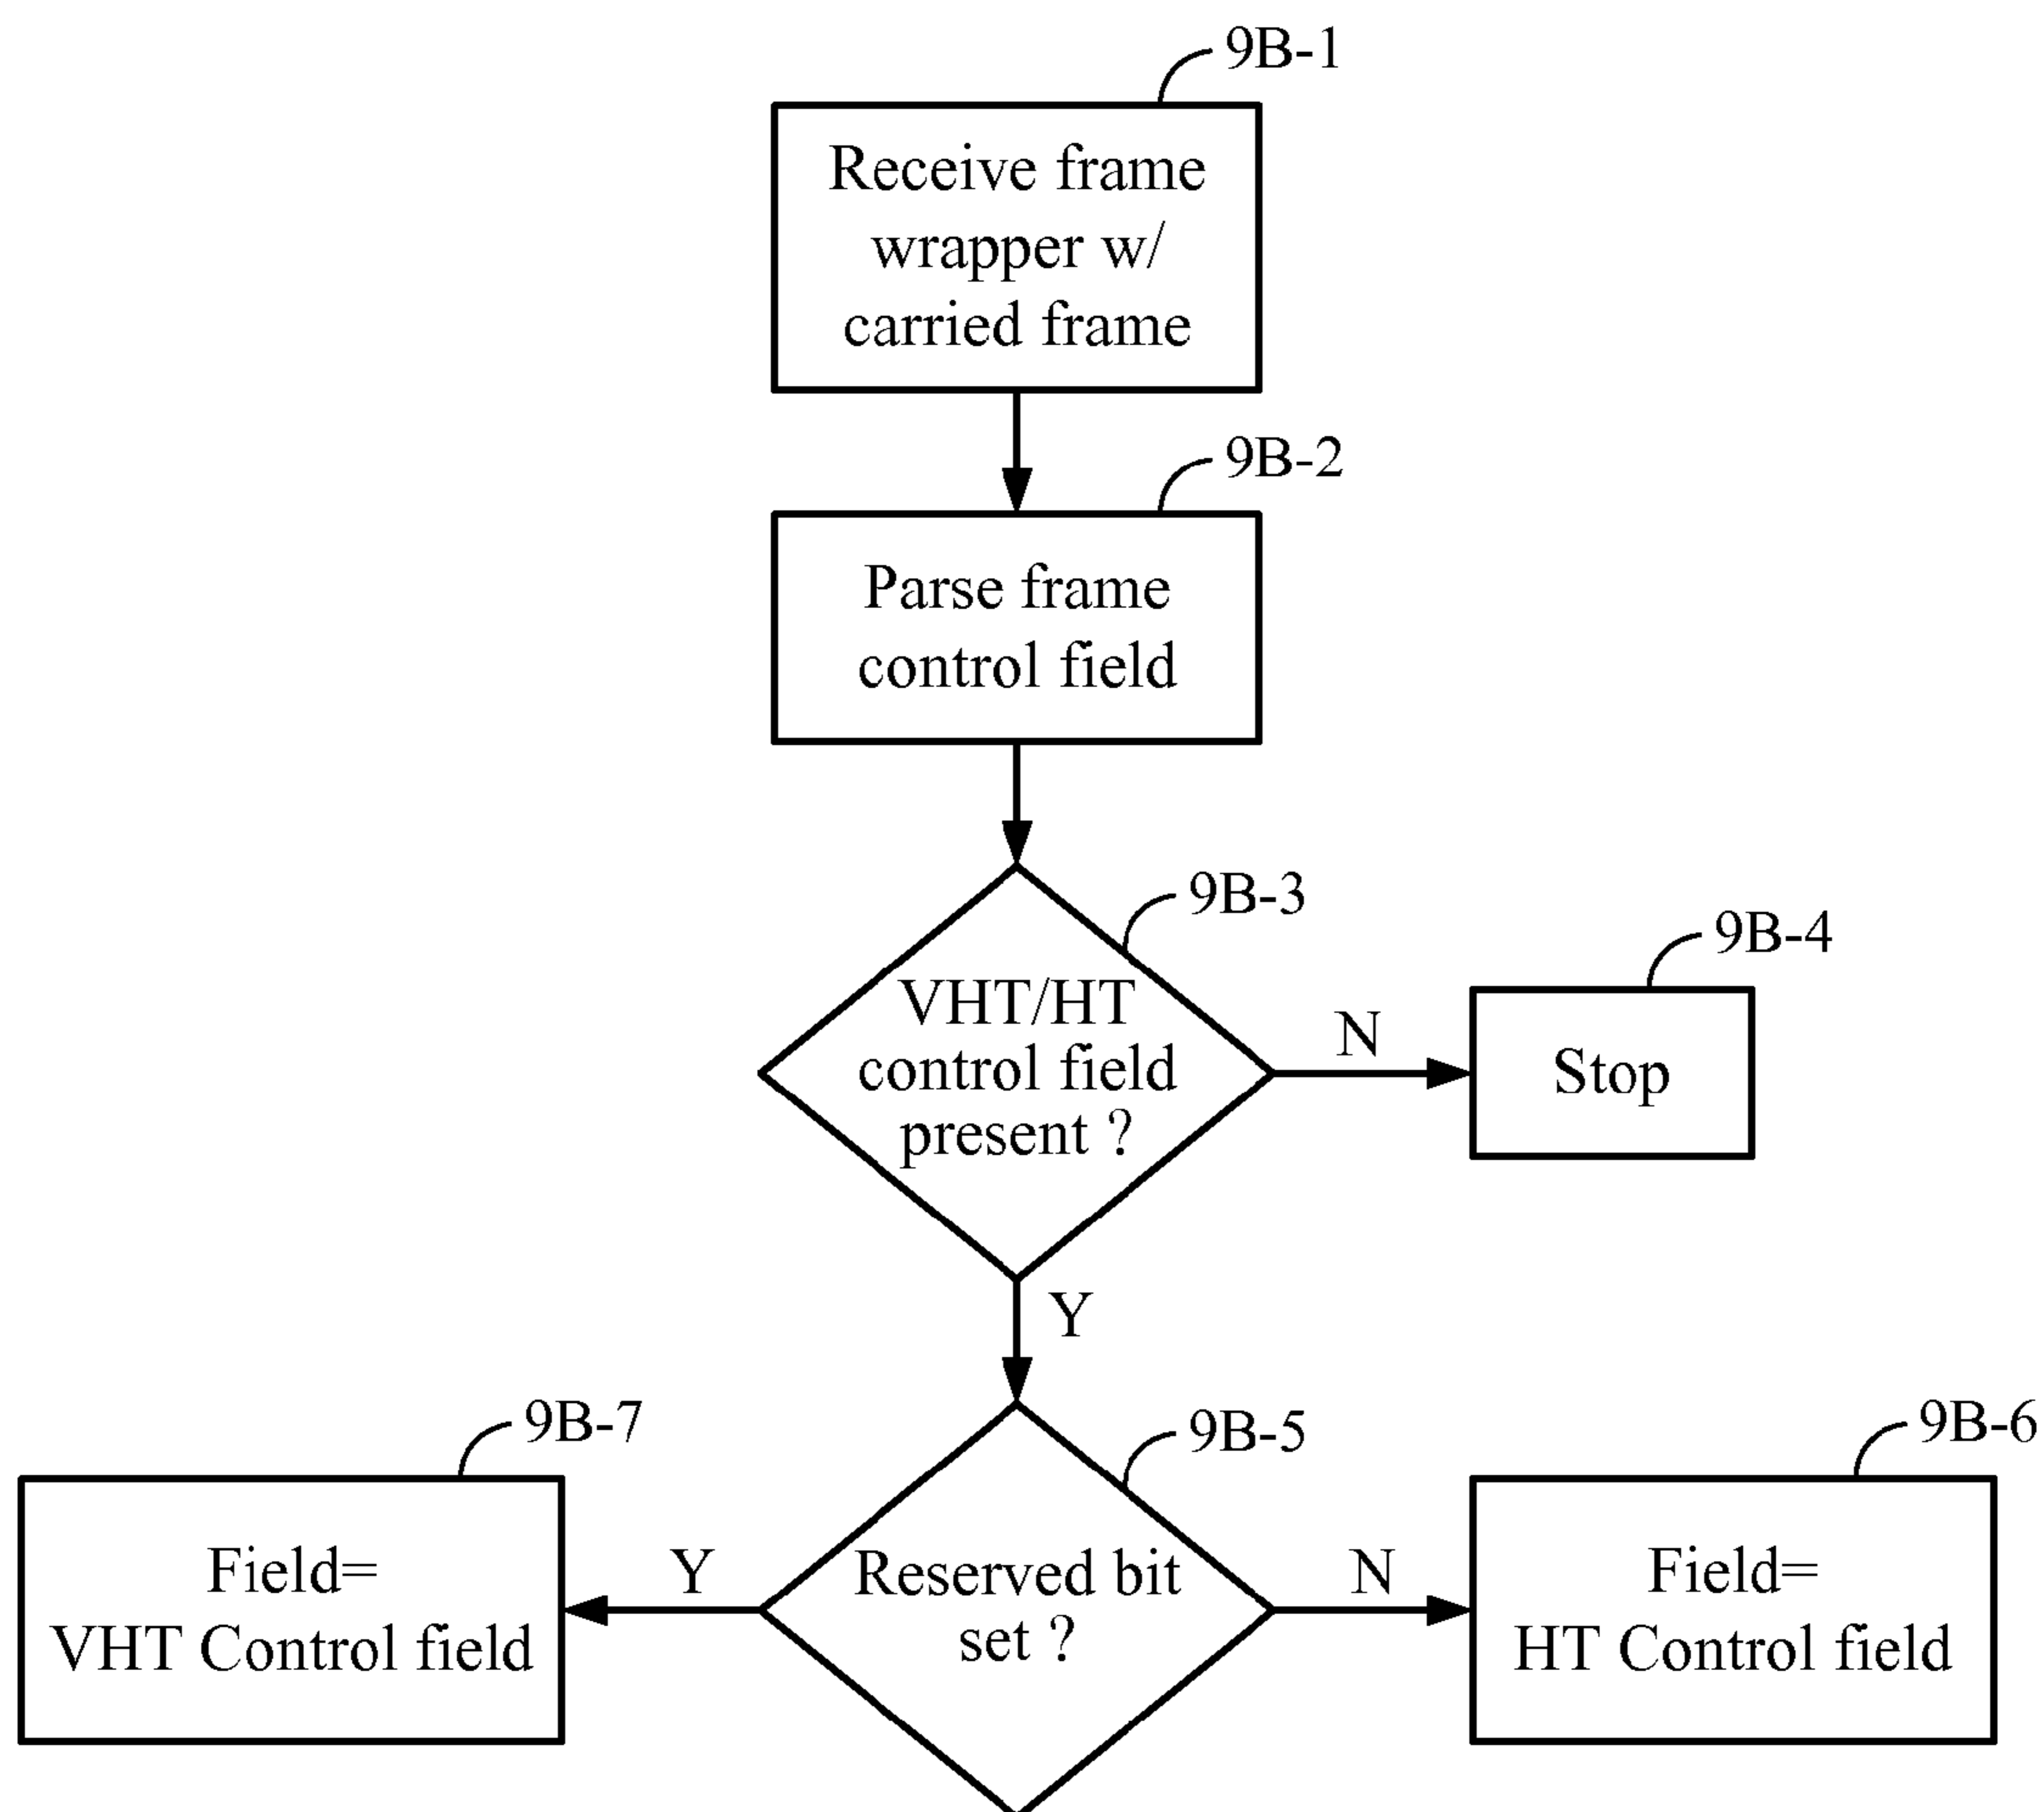 9B-1
Receive frame
wrapper w/
carried frame
9B-2
Parse frame
control field
9B-3
VHT/HT
control field
present ?
N
9B-4
Stop
Y
9B-5
Reserved bit
set ?
Y
9B-7
Field=
VHT Control field
N
9B-6
Field=
HT Control field